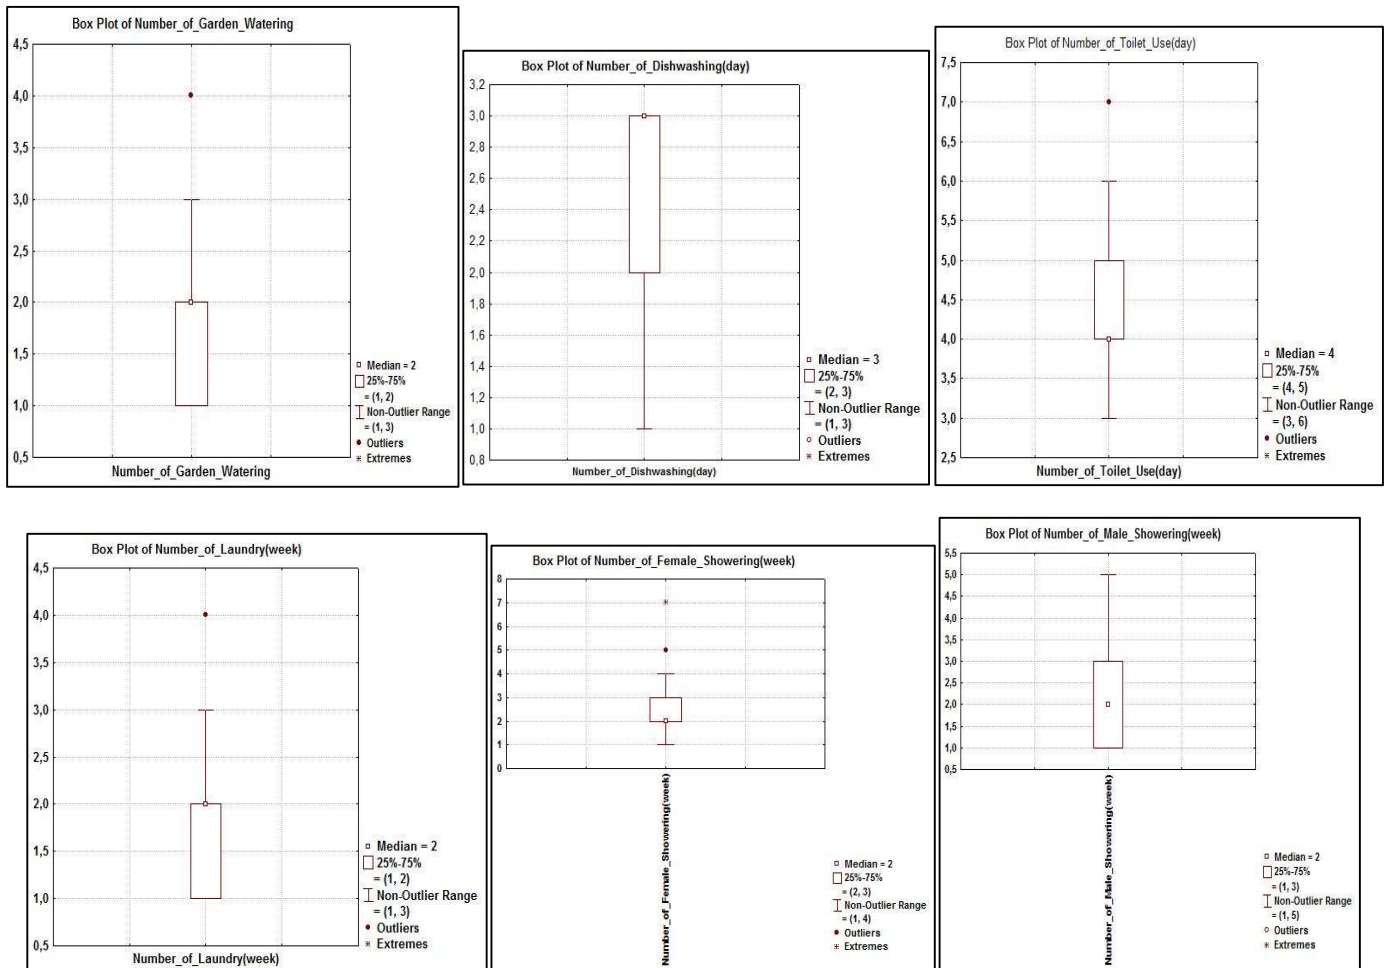 Box Plot of Number_of_Garden_Watering
4,5
4,0
3,5
3,0
2,5
2,0
1,5
1,0
0,5
Number_of_Garden_Watering
Median = 2
25%-75%
= (1, 2)
Non-Outlier Range
= (1, 3)
Outliers
Extremes
Box Plot of Number_of_Dishwashing(day)
3,2
3,0
2,8
2,6
2,4
2,2
2,0
1,8
1,6
1,4
1,2
1,0
0,8
Number_of_Dishwashing(day)
Median = 3
25%-75%
= (2, 3)
Non-Outlier Range
= (1, 3)
Outliers
Extremes
Box Plot of Number_of_Toilet_Use(day)
7,5
7,0
6,5
6,0
5,5
5,0
4,5
4,0
3,5
3,0
2,5
Number_of_Toilet_Use(day)
Median = 4
25%-75%
= (4, 5)
Non-Outlier Range
= (3, 6)
Outliers
Extremes
Box Plot of Number_of_Laundry(week)
4,5
4,0
3,5
3,0
2,5
2,0
1,5
1,0
0,5
Number_of_Laundry(week)
Median = 2
25%-75%
= (1, 2)
Non-Outlier Range
= (1, 3)
Outliers
Extremes
Box Plot of Number_of_Female_Showering(week)
8
7
6
5
4
3
2
1
0
Number_of_Female_Showering(week)
Median = 2
25%-75%
= (2, 3)
Non-Outlier Range
= (1, 4)
Outliers
Extremes
Box Plot of Number_of_Male_Showering(week)
5,5
5,0
4,5
4,0
3,5
3,0
2,5
2,0
1,5
1,0
0,5
Number_of_Male_Showering(week)
Median = 2
25%-75%
= (1, 3)
Non-Outlier Range
= (1, 5)
Outliers
Extremes